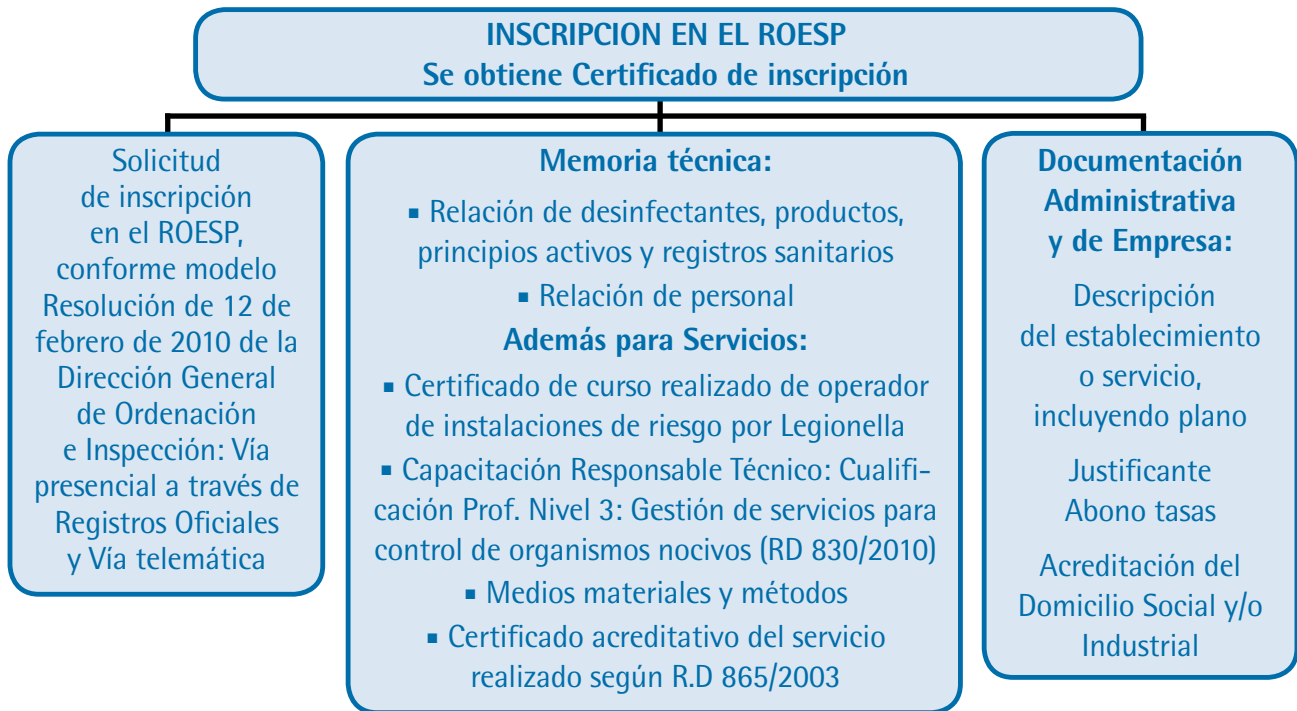 INSCRIPCION EN EL ROESP
Se obtiene Certificado de inscripción
Solicitud
de inscripción
en el ROESP,
conforme modelo
Resolución de 12 de
febrero de 2010 de la
Dirección General
de Ordenación
e Inspección: Vía
presencial a través de
Registros Oficiales
y Vía telemática
Memoria técnica:
▪ Relación de desinfectantes, productos,
principios activos y registros sanitarios
▪ Relación de personal
Además para Servicios:
▪ Certificado de curso realizado de operador
de instalaciones de riesgo por Legionella
▪ Capacitación Responsable Técnico: Cualifi-
cación Prof. Nivel 3: Gestión de servicios para
control de organismos nocivos (RD 830/2010)
▪ Medios materiales y métodos
▪ Certificado acreditativo del servicio
realizado según R.D 865/2003
Documentación
Administrativa
y de Empresa:
Descripción
del establecimiento
o servicio,
incluyendo plano
Justificante
Abono tasas
Acreditación del
Domicilio Social y/o
Industrial